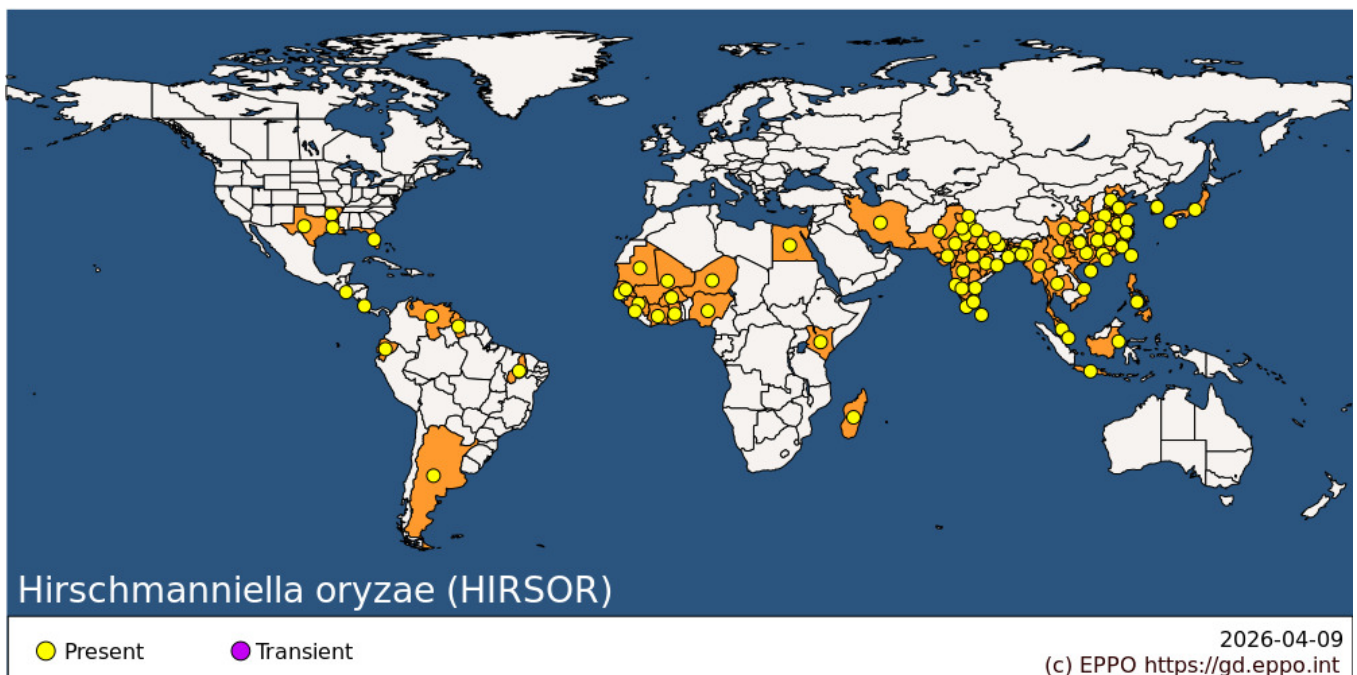 Hirschmanniella oryzae (HIRSOR)
Present
Transient
2026-04-09
(c) EPPO https://gd.eppo.int